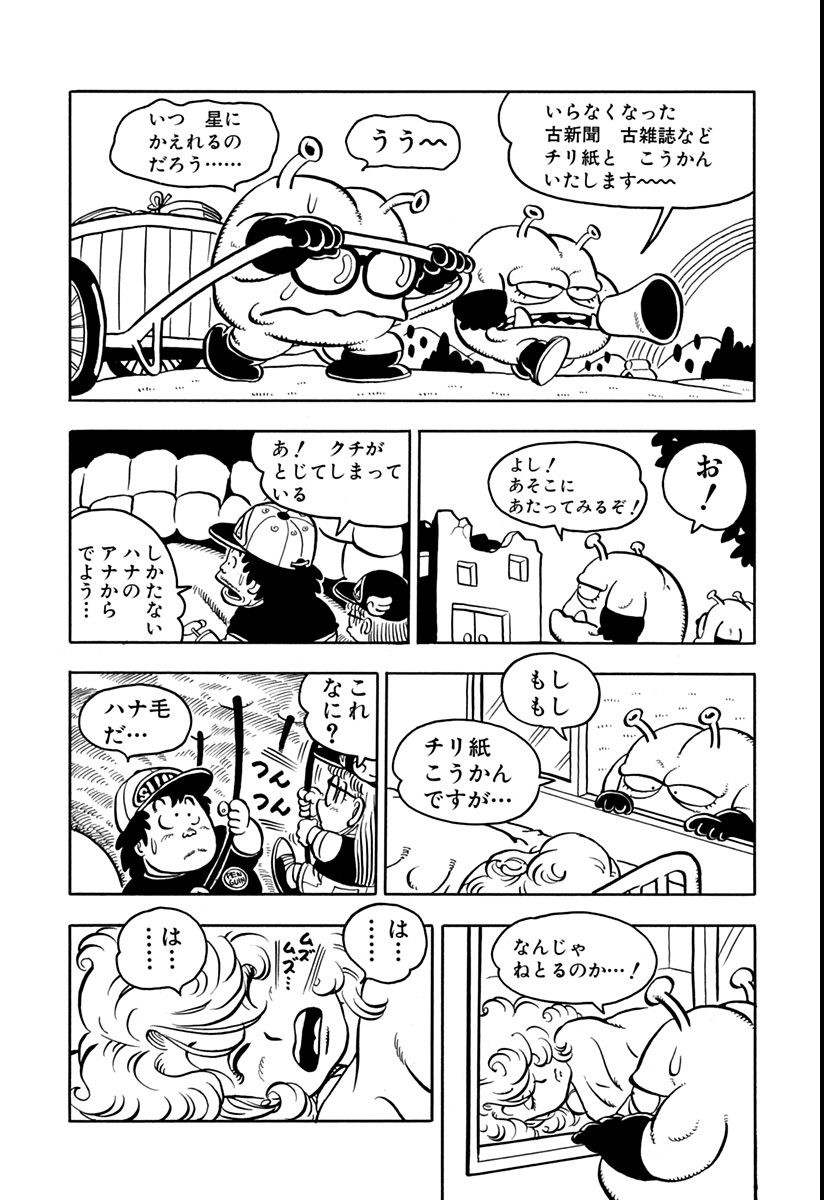 いらなくなった
古新聞　古雑誌など
チリ紙と　こうかん
いたします〜〜
うう〜
いつ　星に
かえれるの
だろう……
お！
よし！
あそこに
あたってみるぞ！
あ！　クチが
とじてしまって
いる
しかたない
ハナの
アナから
でよう…
もし
もし
チリ紙
こうかん
ですが…
これ
なに？
つん
つん
ハナ毛
だ…
PEN
GUIN
なんじゃ
ねとるのか…！
は…
……
ムズ
ムズ…
は…
……